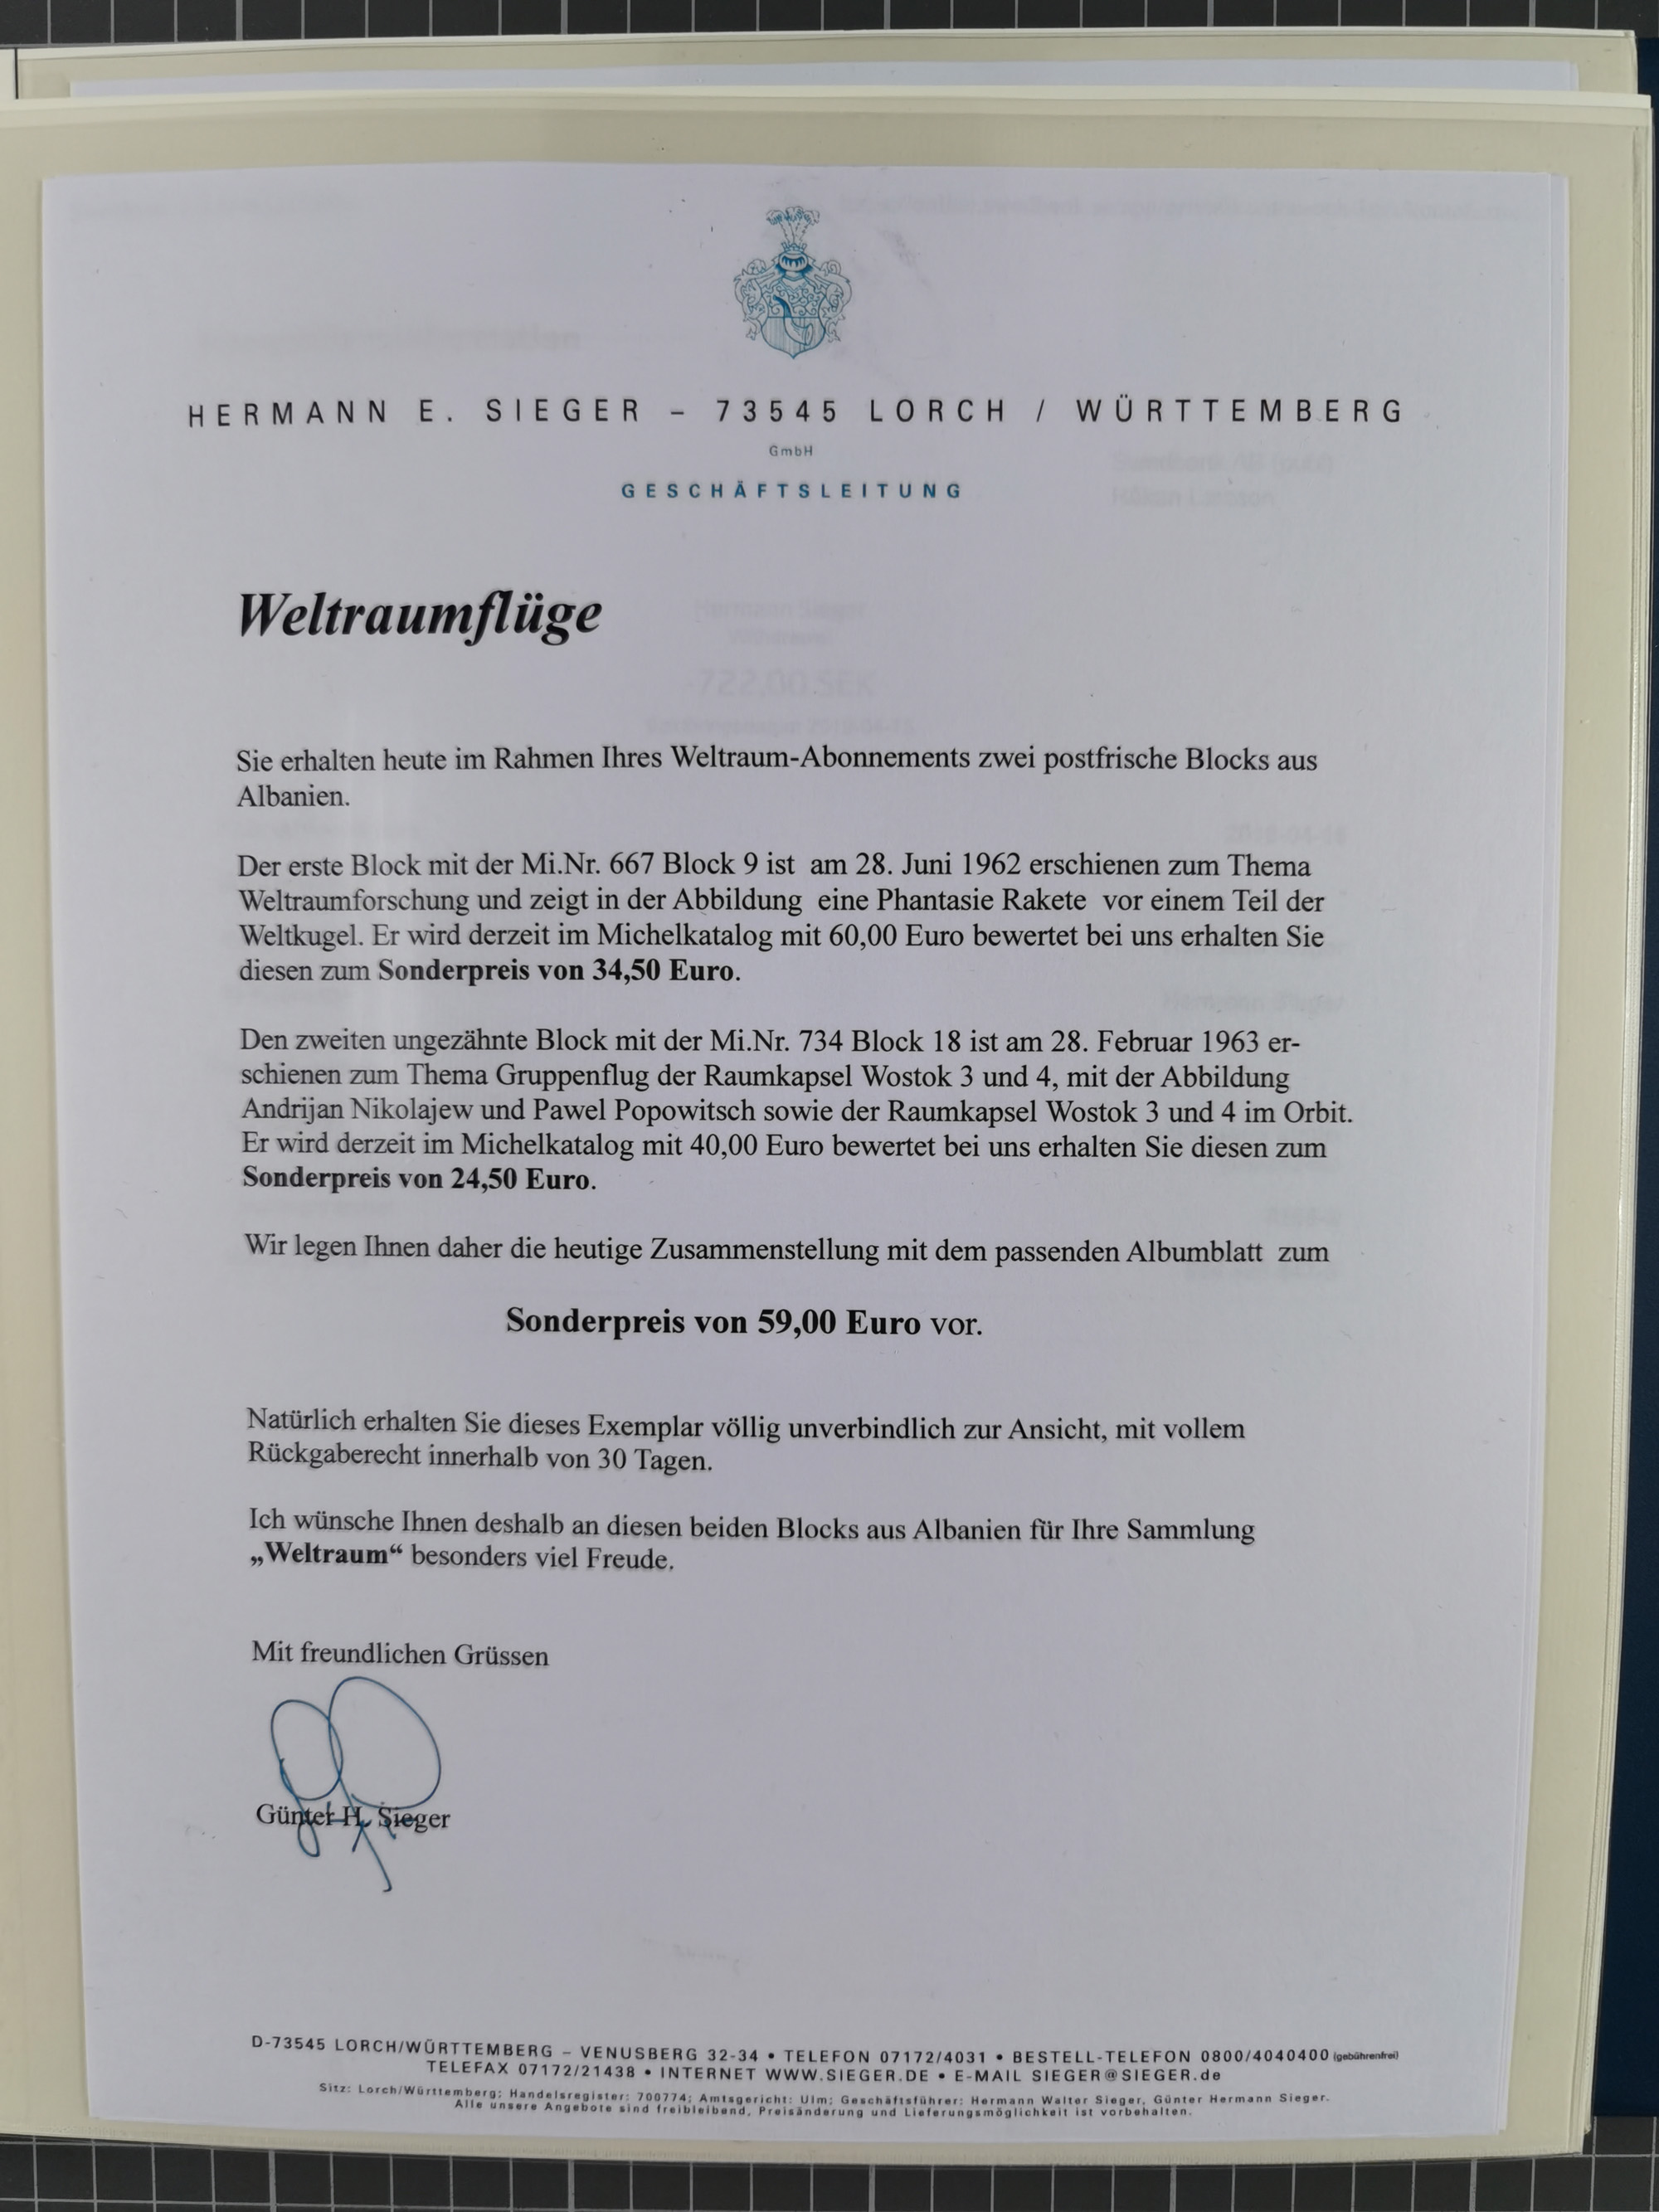 HERMANN E. SIEGER – 73545 LORCH / WÜRTTEMBERG
GmbH
GESCHÄFTSLEITUNG
Weltraumflüge
Sie erhalten heute im Rahmen Ihres Weltraum-Abonnements zwei postfrische Blocks aus
Albanien.
Der erste Block mit der Mi.Nr. 667 Block 9 ist am 28. Juni 1962 erschienen zum Thema
Weltraumforschung und zeigt in der Abbildung eine Phantasie Rakete vor einem Teil der
Weltkugel. Er wird derzeit im Michelkatalog mit 60,00 Euro bewertet bei uns erhalten Sie
diesen zum Sonderpreis von 34,50 Euro.
Den zweiten ungezähnte Block mit der Mi.Nr. 734 Block 18 ist am 28. Februar 1963 er-
schienen zum Thema Gruppenflug der Raumkapsel Wostok 3 und 4, mit der Abbildung
Andrijan Nikolajew und Pawel Popowitsch sowie der Raumkapsel Wostok 3 und 4 im Orbit.
Er wird derzeit im Michelkatalog mit 40,00 Euro bewertet bei uns erhalten Sie diesen zum
Sonderpreis von 24,50 Euro.
Wir legen Ihnen daher die heutige Zusammenstellung mit dem passenden Albumblatt zum
Sonderpreis von 59,00 Euro vor.
Natürlich erhalten Sie dieses Exemplar völlig unverbindlich zur Ansicht, mit vollem
Rückgaberecht innerhalb von 30 Tagen.
Ich wünsche Ihnen deshalb an diesen beiden Blocks aus Albanien für Ihre Sammlung
„Weltraum“ besonders viel Freude.
Mit freundlichen Grüssen
Günter H. Sieger
D-73545 LORCH/WÜRTTEMBERG – VENUSBERG 32-34 • TELEFON 07172/4031 • BESTELL-TELEFON 0800/4040400 (gebührenfrei)
TELEFAX 07172/21438 • INTERNET WWW.SIEGER.DE • E-MAIL SIEGER@SIEGER.de
Sitz: Lorch/Württemberg; Handelsregister: 700774; Amtsgericht: Ulm; Geschäftsführer: Hermann Walter Sieger, Günter Hermann Sieger.
Alle unsere Angebote sind freibleibend, Preisänderung und Lieferungsmöglichkeit ist vorbehalten.